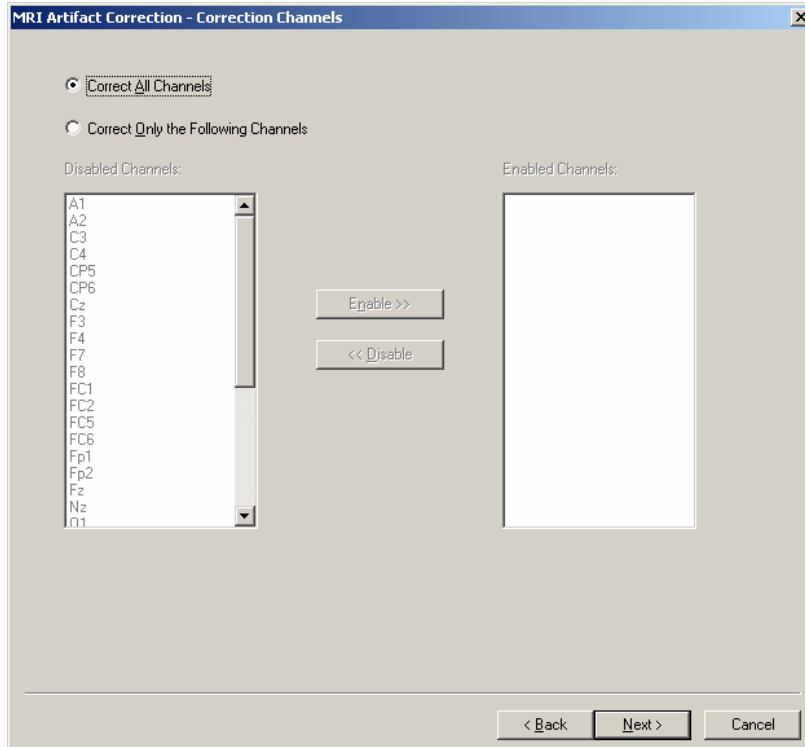 MRI Artifact Correction - Correction Channels
Correct All Channels
Correct Only the Following Channels
Disabled Channels:
Enabled Channels:
A1
A2
C3
C4
CP5
CP6
Cz
F3
F4
F7
F8
FC1
FC2
FC5
FC6
Fp1
Fp2
Fz
Nz
O1
Enable >>
<< Disable
< Back
Next >
Cancel